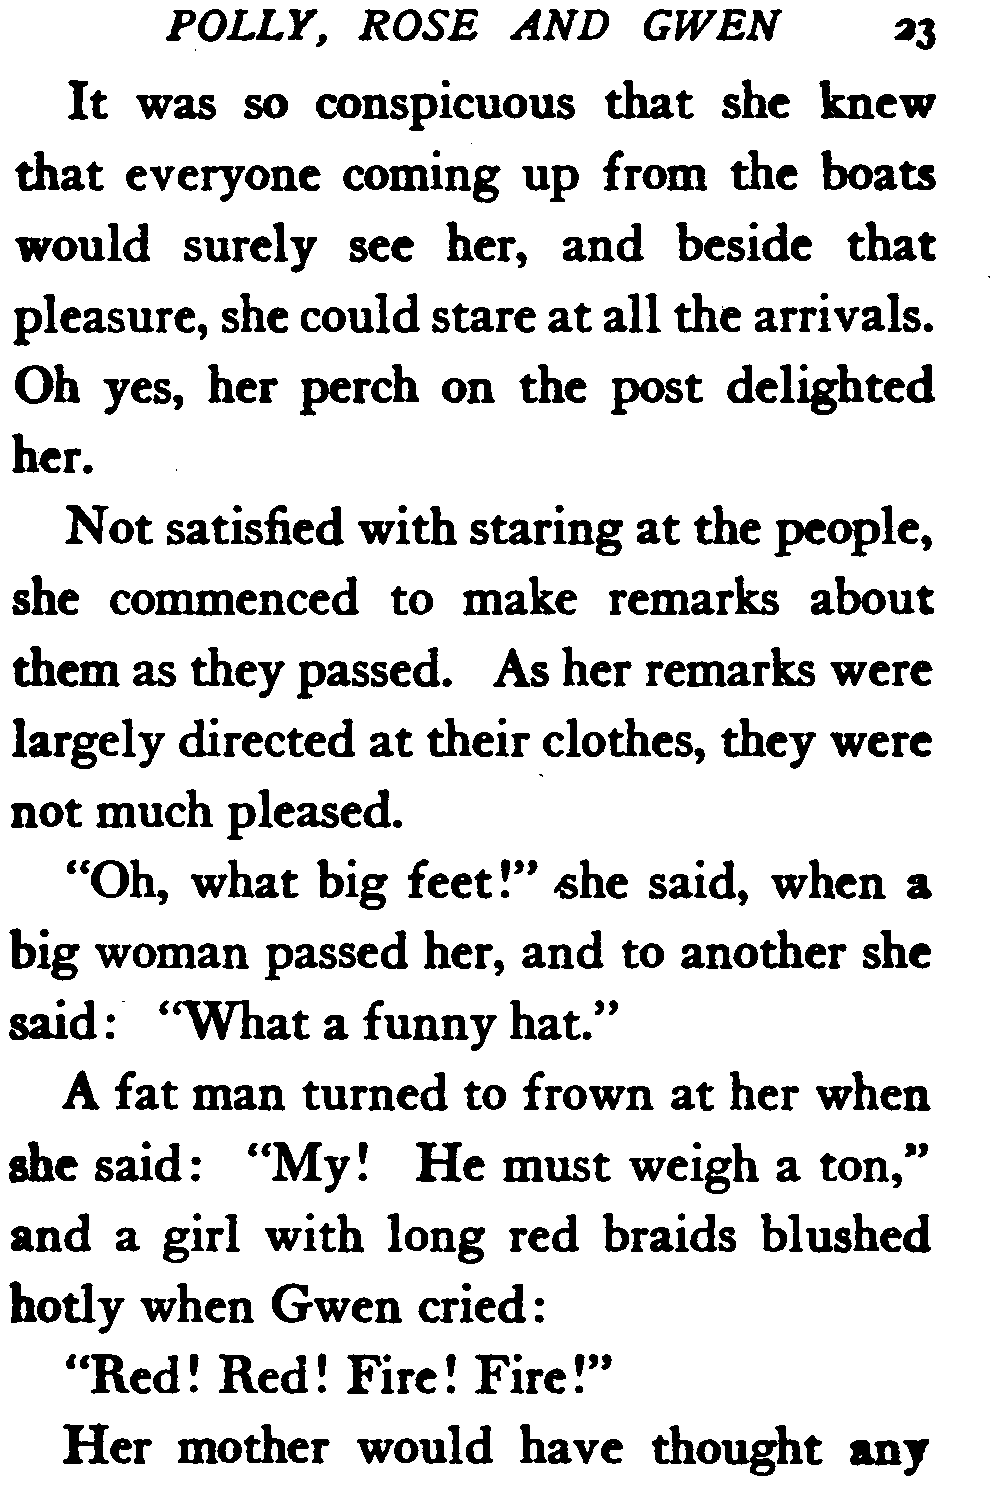 POLLY, ROSE AND GWEN 23
It was so conspicuous that she knew
that everyone coming up from the boats
would surely see her, and beside that
pleasure, she could stare at all the arrivals.
Oh yes, her perch on the post delighted
her.
Not satisfied with staring at the people,
she commenced to make remarks about
them as they passed. As her remarks were
largely directed at their clothes, they were
not much pleased.
"Oh, what big feet!" she said, when a
big woman passed her, and to another she
said: "What a funny hat."
A fat man turned to frown at her when
she said: "My! He must weigh a ton,"
and a girl with long red braids blushed
hotly when Gwen cried:
"Red! Red! Fire! Fire!"
Her mother would have thought any